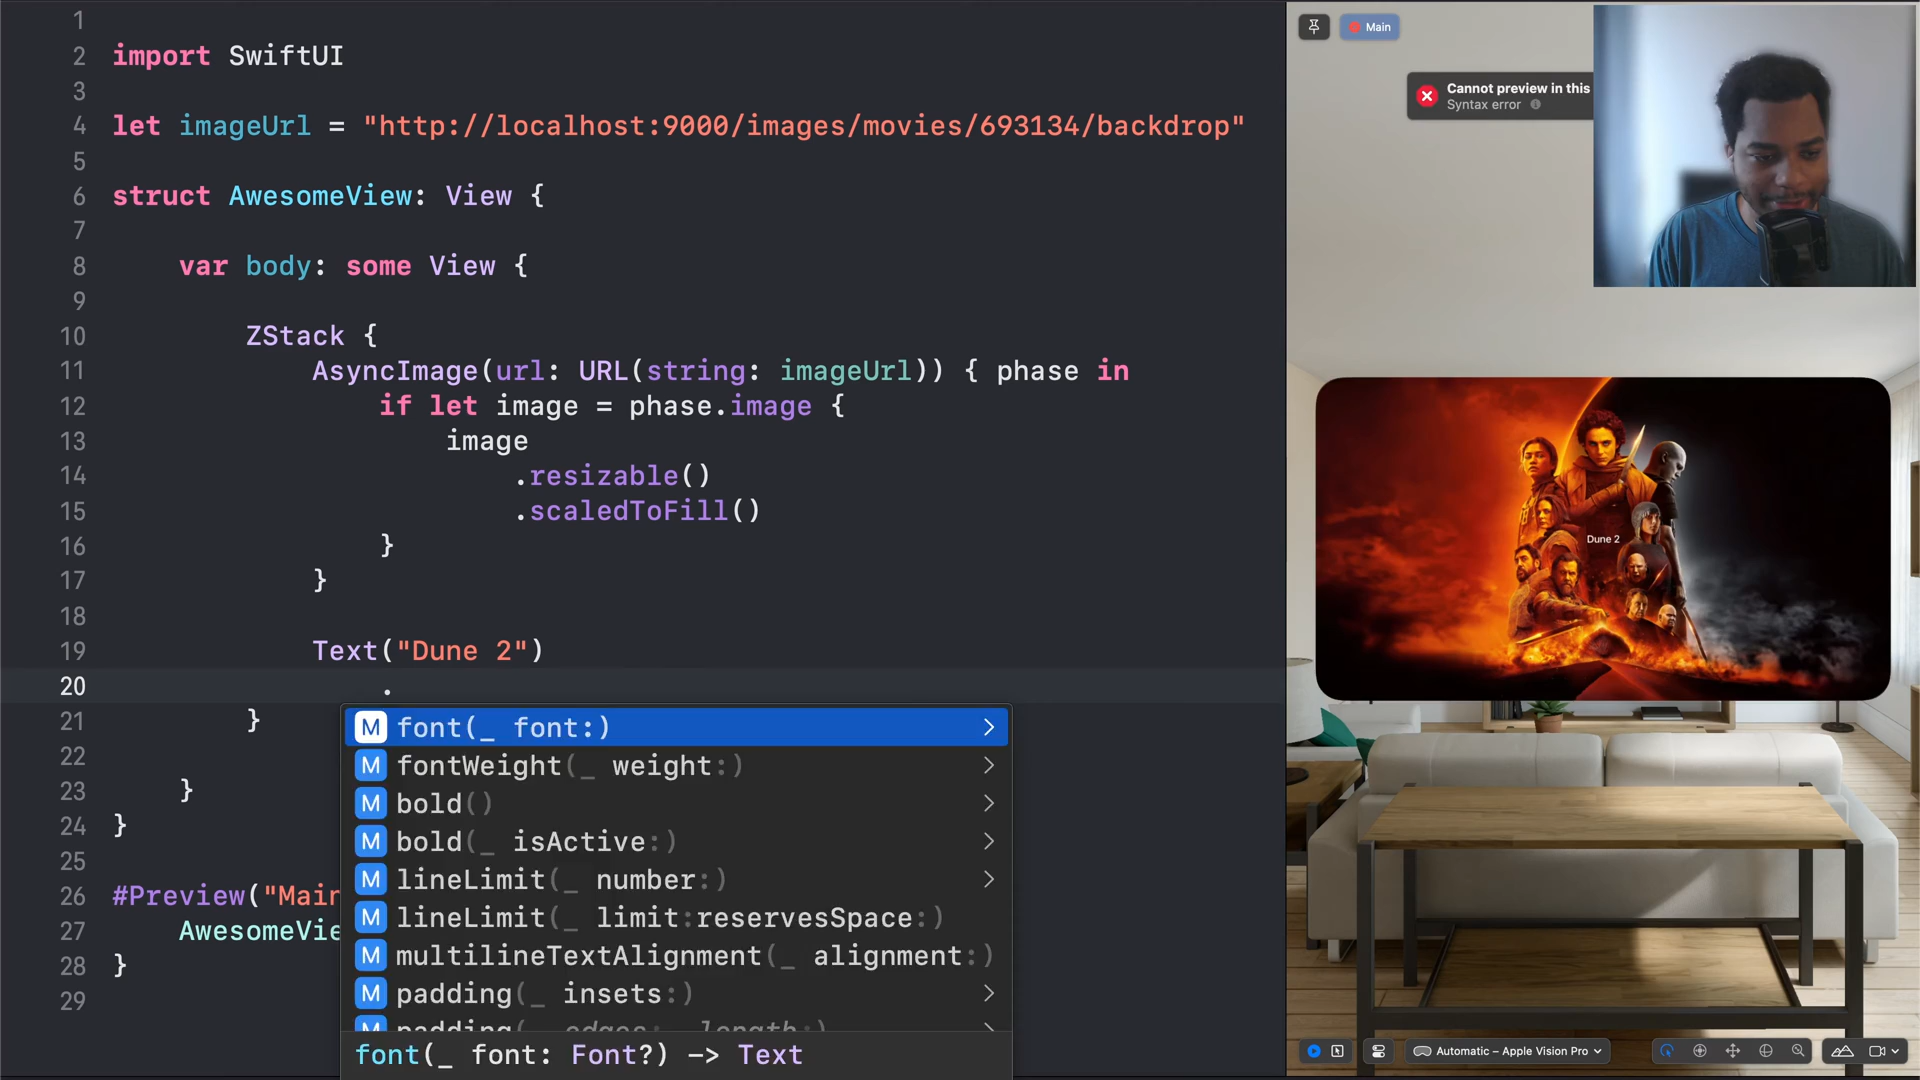 1
2 import SwiftUI
3
4 let imageUrl = "http://localhost:9000/images/movies/693134/backdrop"
5
6 struct AwesomeView: View {
7
8 var body: some View {
9
10 ZStack {
11 AsyncImage(url: URL(string: imageUrl)) { phase in
12 if let image = phase.image {
13 image
14 .resizable()
15 .scaledToFill()
16 }
17 }
18
19 Text("Dune 2")
20 .
21 }
22
23 }
24 }
25
26 #Preview("Main
27 AwesomeVie
28 }
29
M font(_ font:)
M fontWeight(_ weight:)
M bold()
M bold(_ isActive:)
M lineLimit(_ number:)
M lineLimit(_ limit:reservesSpace:)
M multilineTextAlignment(_ alignment:)
M padding(_ insets:)
M padding(_ edges:_ length:)
font(_ font: Font?) -> Text
Main
Cannot preview in this
Syntax error
Dune 2
Automatic – Apple Vision Pro